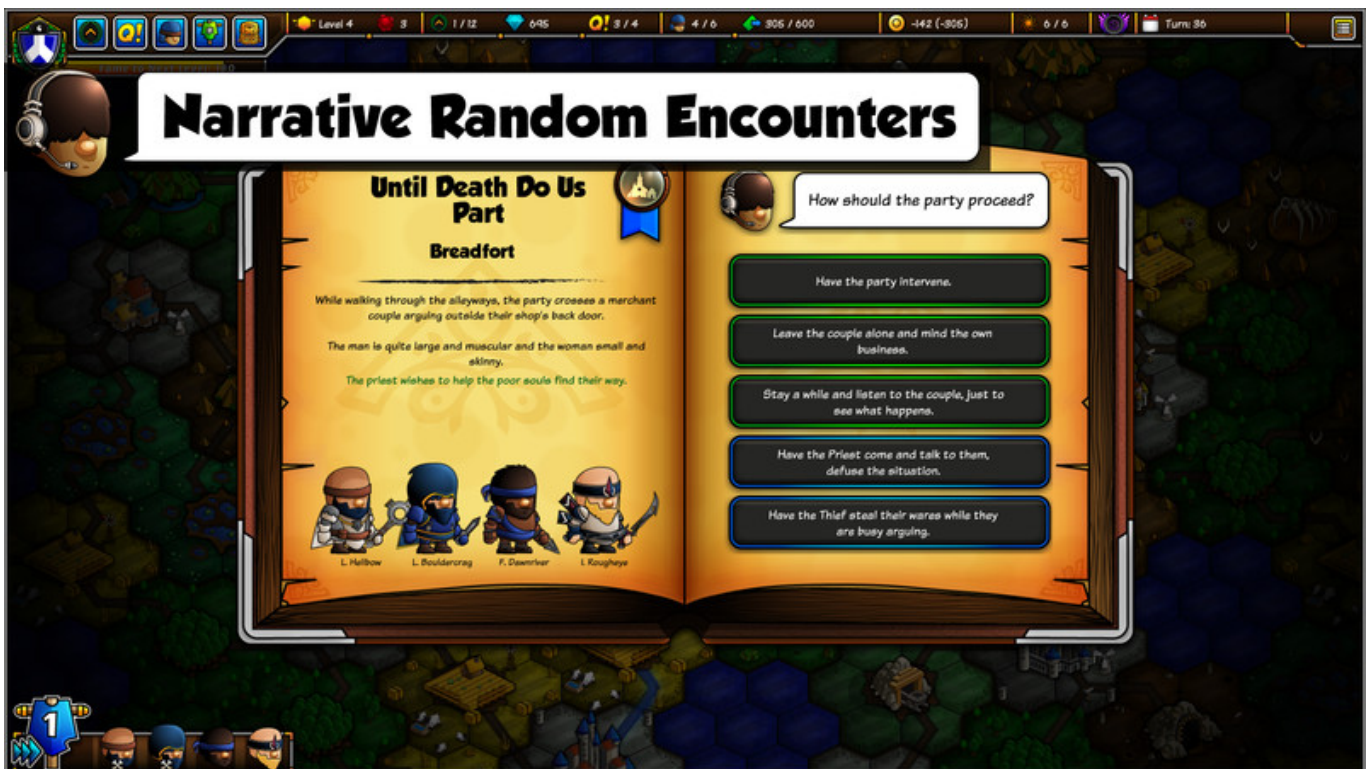 Level 4
3
1 / 12
695
Q! 3 / 4
4 / 6
305 / 600
-142 (-305)
6 / 6
Turn: 36
Q!
Narrative Random Encounters
Until Death Do Us
Part
Breadfort
While walking through the alleyways, the party crosses a merchant
couple arguing outside their shop's back door.
The man is quite large and muscular and the woman small and
skinny.
The priest wishes to help the poor souls find their way.
L. Hellbow
L. Bouldercrag
F. Dawnriver
I. Rougheye
How should the party proceed?
Have the party intervene.
Leave the couple alone and mind the own
business.
Stay a while and listen to the couple, just to
see what happens.
Have the Priest come and talk to them,
defuse the situation.
Have the Thief steal their wares while they
are busy arguing.
1